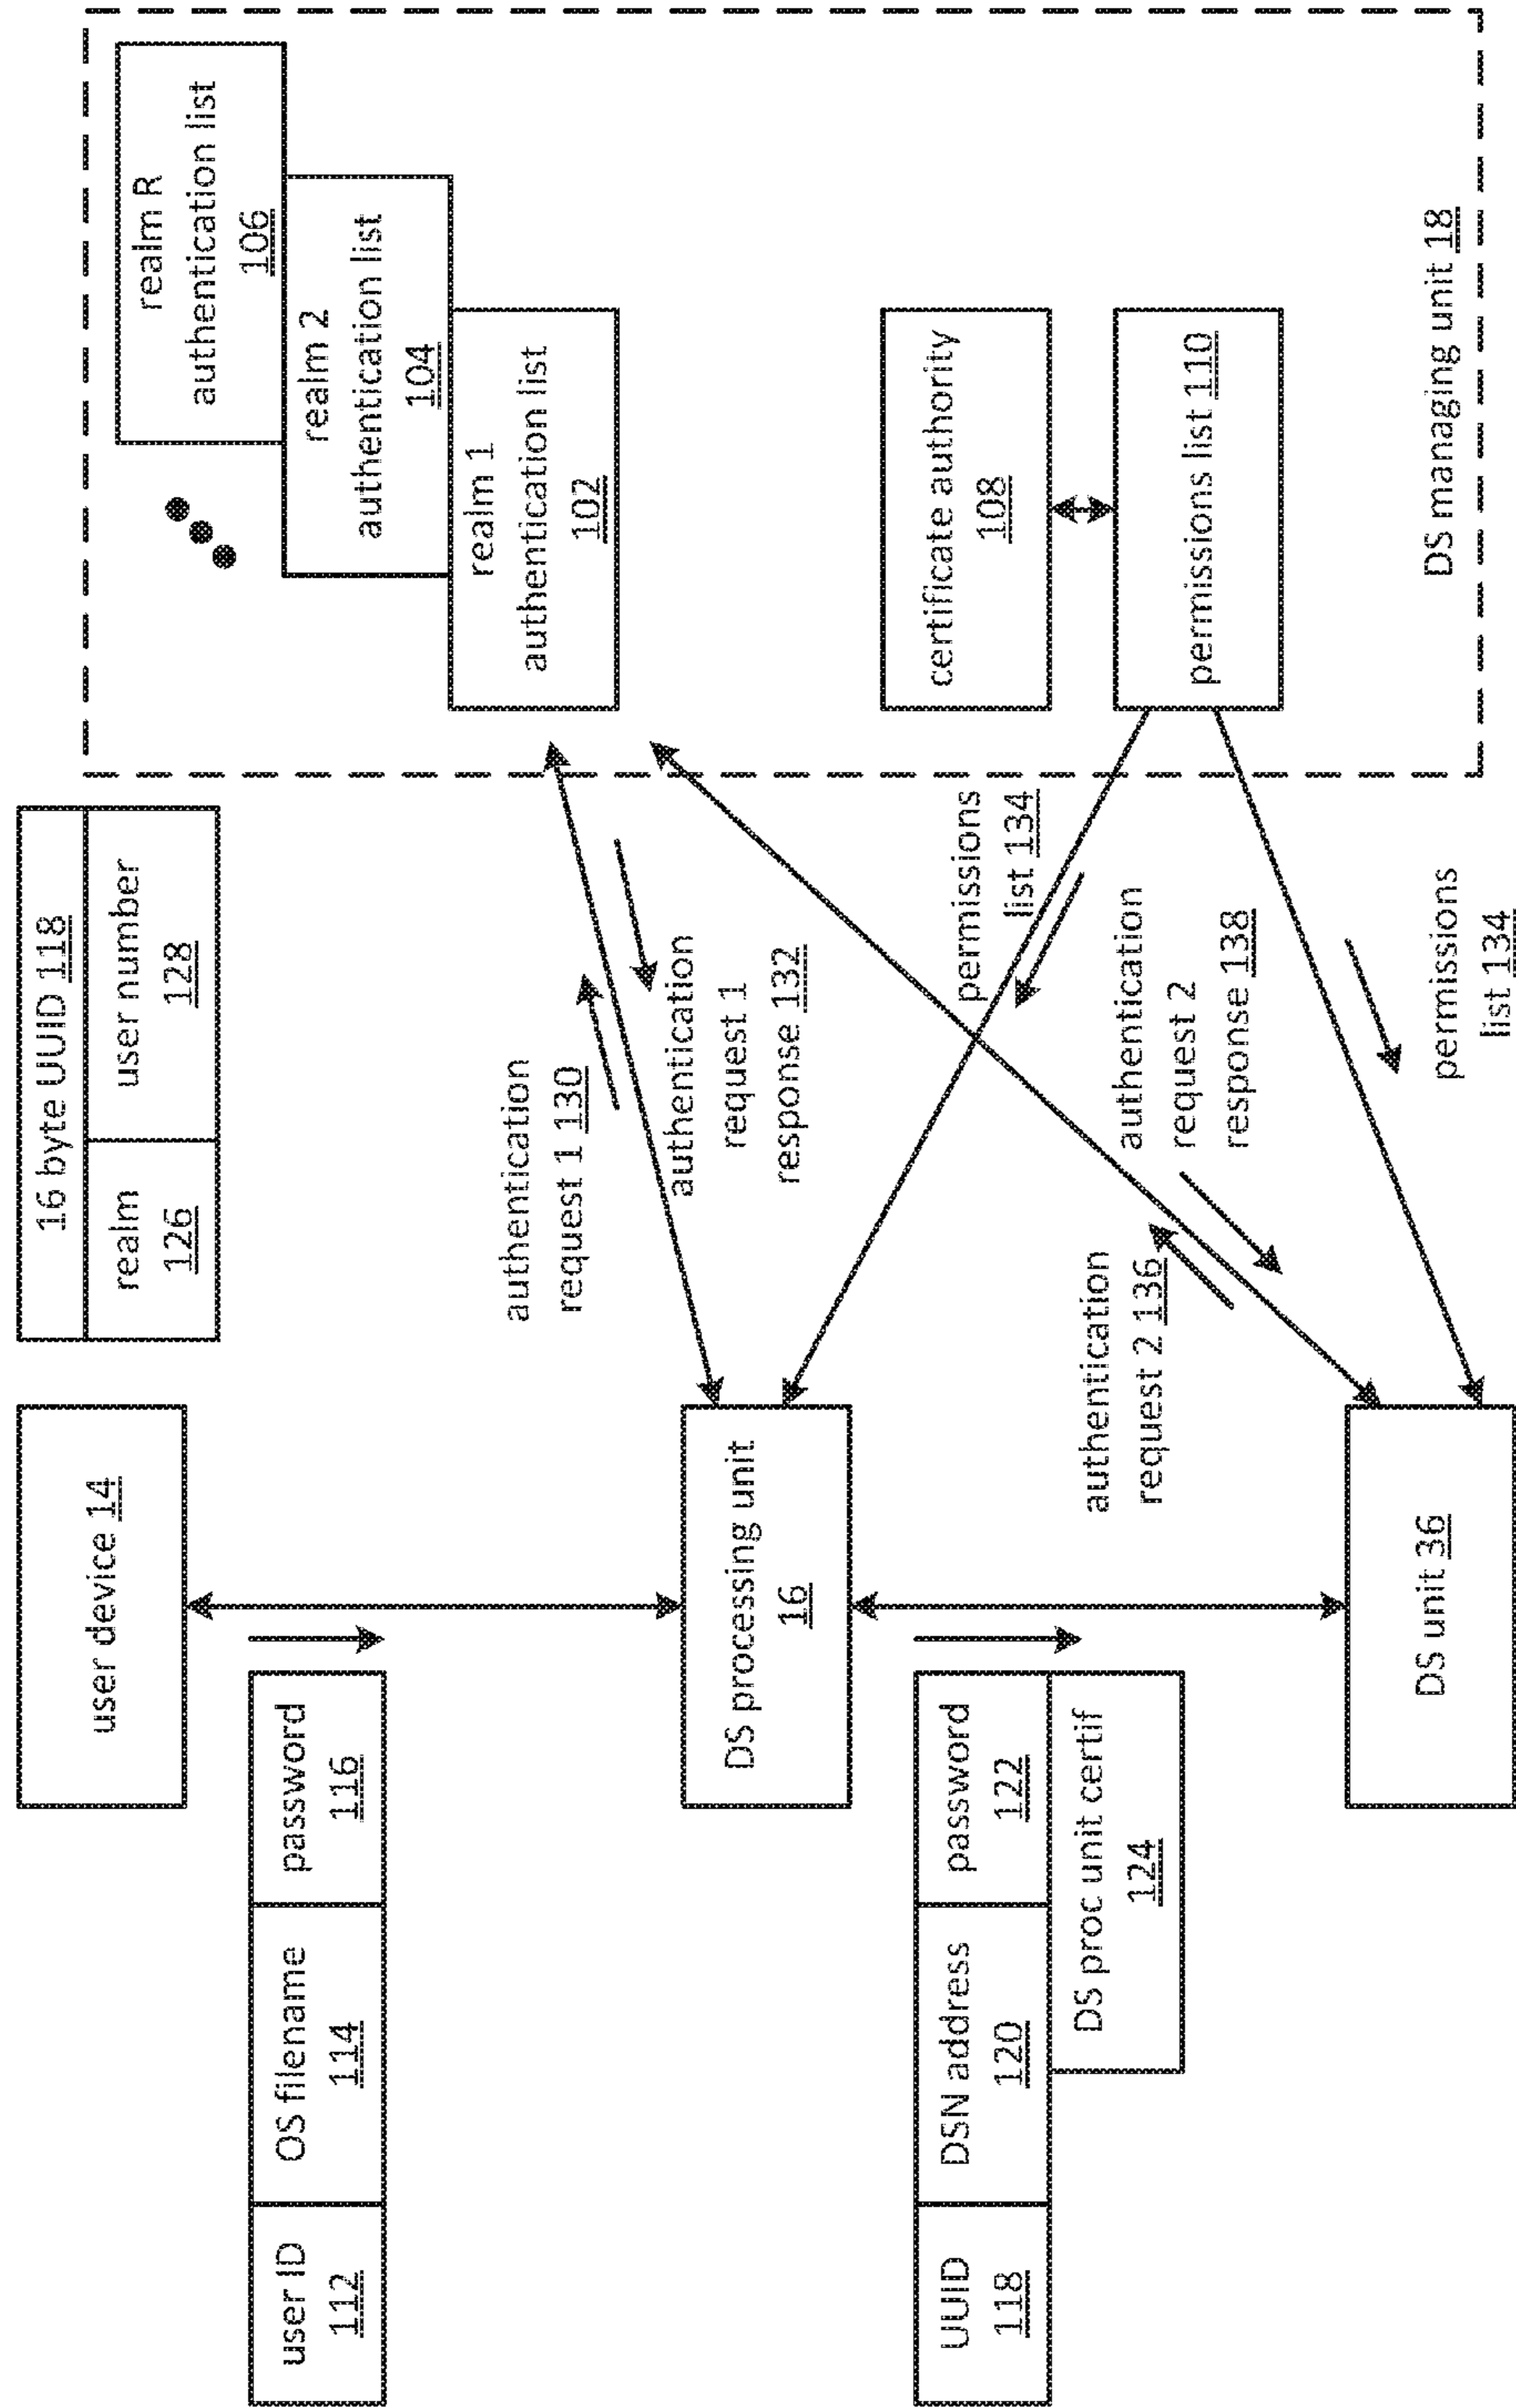 user ID
112
OS filename
114
password
116
user device 14
16 byte UUID 118
realm
126
user number
128
realm R
authentication list
106
realm 2
authentication list
104
realm 1
authentication list
102
authentication
request 1 130
authentication
request 1
response 132
DS processing unit
16
UUID
118
DSN address
120
password
122
DS proc unit certif
124
certificate authority
108
permissions list 110
permissions
list 134
authentication
request 2
response 138
authentication
request 2 136
DS unit 36
permissions
list 134
DS managing unit 18